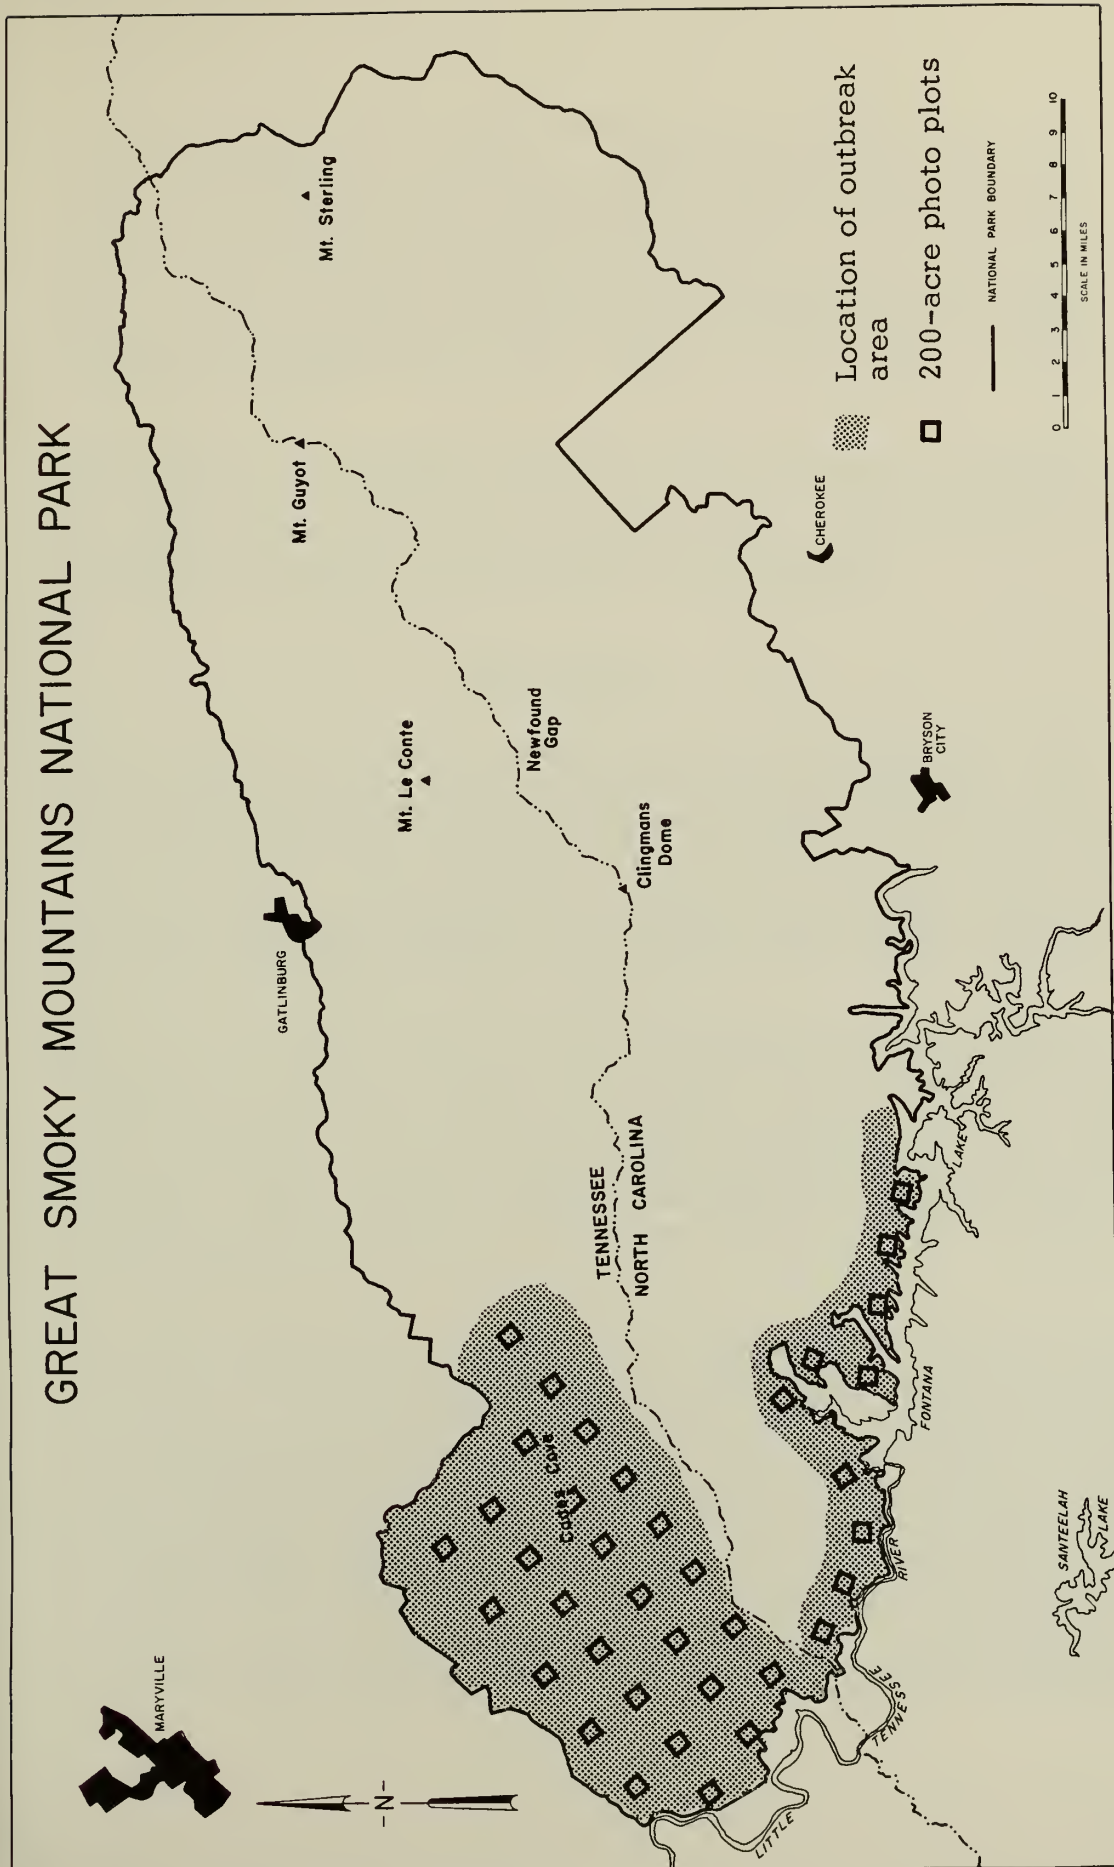 GREAT SMOKY MOUNTAINS NATIONAL PARK
MARYVILLE
-N-
GATLINBURG
Mt. Le Conte
Mt. Guyot
Mt. Sterling
Newfound
Gap
Clingmans
Dome
TENNESSEE
NORTH CAROLINA
Cades Cove
CHEROKEE
BRYSON
CITY
LITTLE
TENNESSEE
RIVER
FONTANA
LAKE
SANTEELAH
LAKE
Location of outbreak
area
200-acre photo plots
NATIONAL PARK BOUNDARY
0 1 2 3 4 5 6 7 8 9 10
SCALE IN MILES